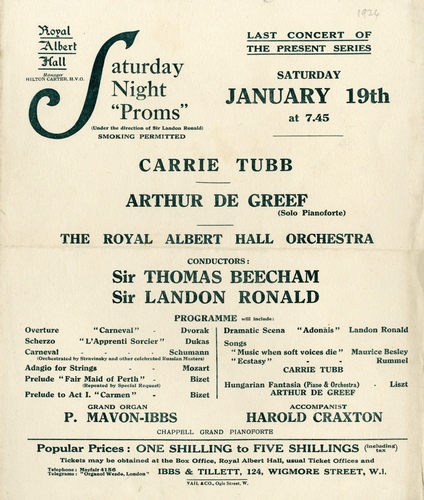 1924
Royal
Albert
Hall
Manager
HILTON CARTER, M.V.O.
Saturday
Night
"Proms"
(Under the direction of Sir Landon Ronald)
SMOKING PERMITTED
LAST CONCERT OF
THE PRESENT SERIES
SATURDAY
JANUARY 19th
at 7.45
CARRIE TUBB
ARTHUR DE GREEF
(Solo Pianoforte)
THE ROYAL ALBERT HALL ORCHESTRA
CONDUCTORS:
Sir THOMAS BEECHAM
Sir LANDON RONALD
PROGRAMME will include:
Overture "Carneval" - Dvorak
Scherzo "L'Apprenti Sorcier" Dukas
Carneval - - - Schumann
(Orchestrated by Stravinsky and other celebrated Russian Masters)
Adagio for Strings - - Mozart
Prelude "Fair Maid of Perth" - Bizet
(Repeated by Special Request)
Prelude to Act I. "Carmen" - Bizet
Dramatic Scena "Adonais" Landon Ronald
Songs
"Music when soft voices die" Maurice Besley
"Ecstasy" - - Rummel
CARRIE TUBB
Hungarian Fantasia (Piano & Orchestra) - Liszt
ARTHUR DE GREEF
GRAND ORGAN
P. MAVON-IBBS
ACCOMPANIST
HAROLD CRAXTON
CHAPPELL GRAND PIANOFORTE
Popular Prices: ONE SHILLING to FIVE SHILLINGS (including tax)
Tickets may be obtained at the Box Office, Royal Albert Hall, usual Ticket Offices and
Telephone: Mayfair 4156
Telegrams: "Organol Wesdo, London"
IBBS & TILLETT, 124, WIGMORE STREET, W.1.
VAIL & CO., Ogle Street, W.